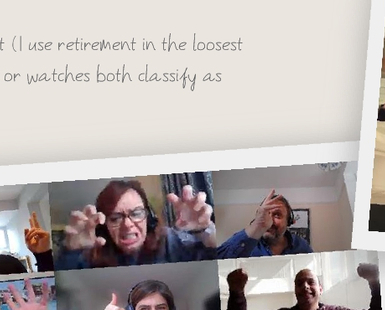 t (I use retirement in the loosest
or watches both classify as